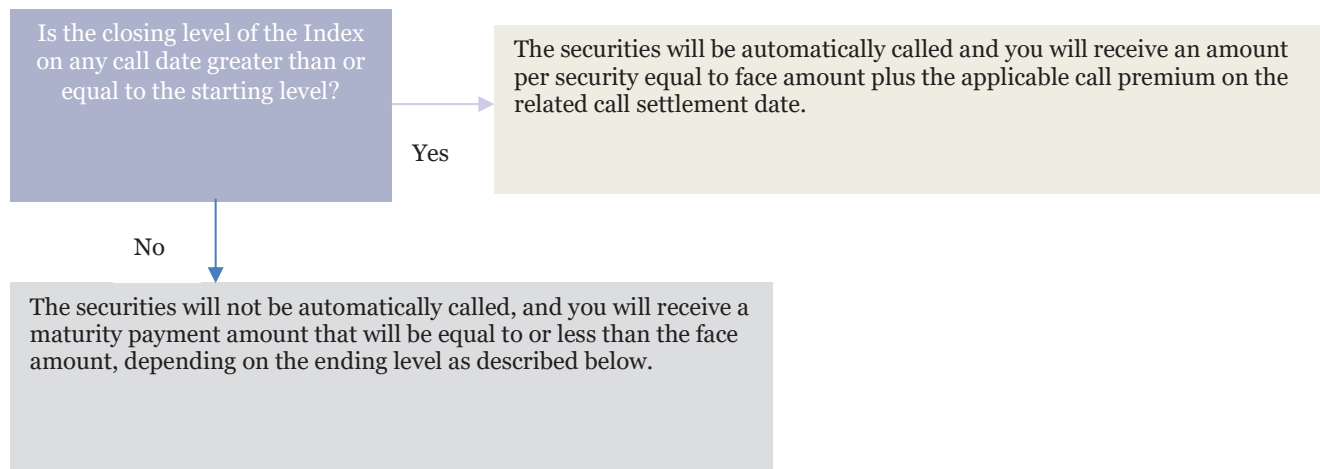 Is the closing level of the Index
on any call date greater than or
equal to the starting level?
The securities will be automatically called and you will receive an amount
per security equal to face amount plus the applicable call premium on the
related call settlement date.
Yes
No
The securities will not be automatically called, and you will receive a
maturity payment amount that will be equal to or less than the face
amount, depending on the ending level as described below.